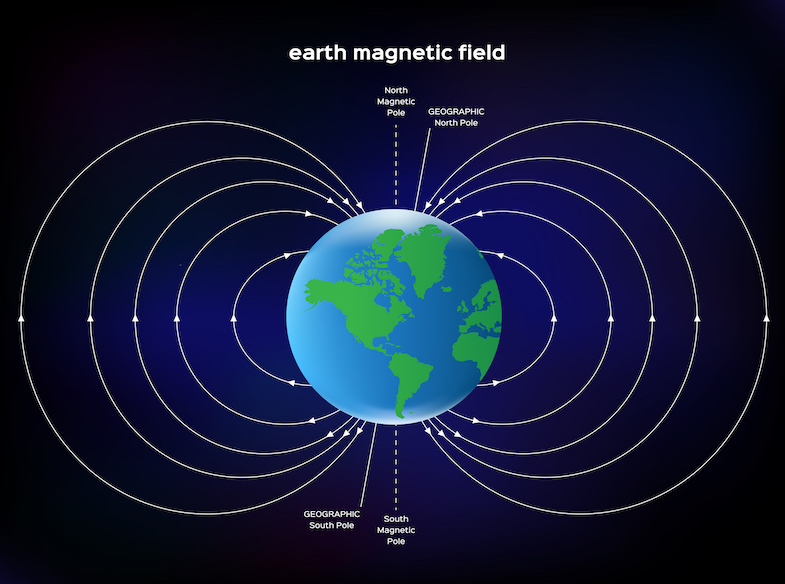 earth magnetic field
North
Magnetic
Pole
GEOGRAPHIC
North Pole
GEOGRAPHIC
South Pole
South
Magnetic
Pole